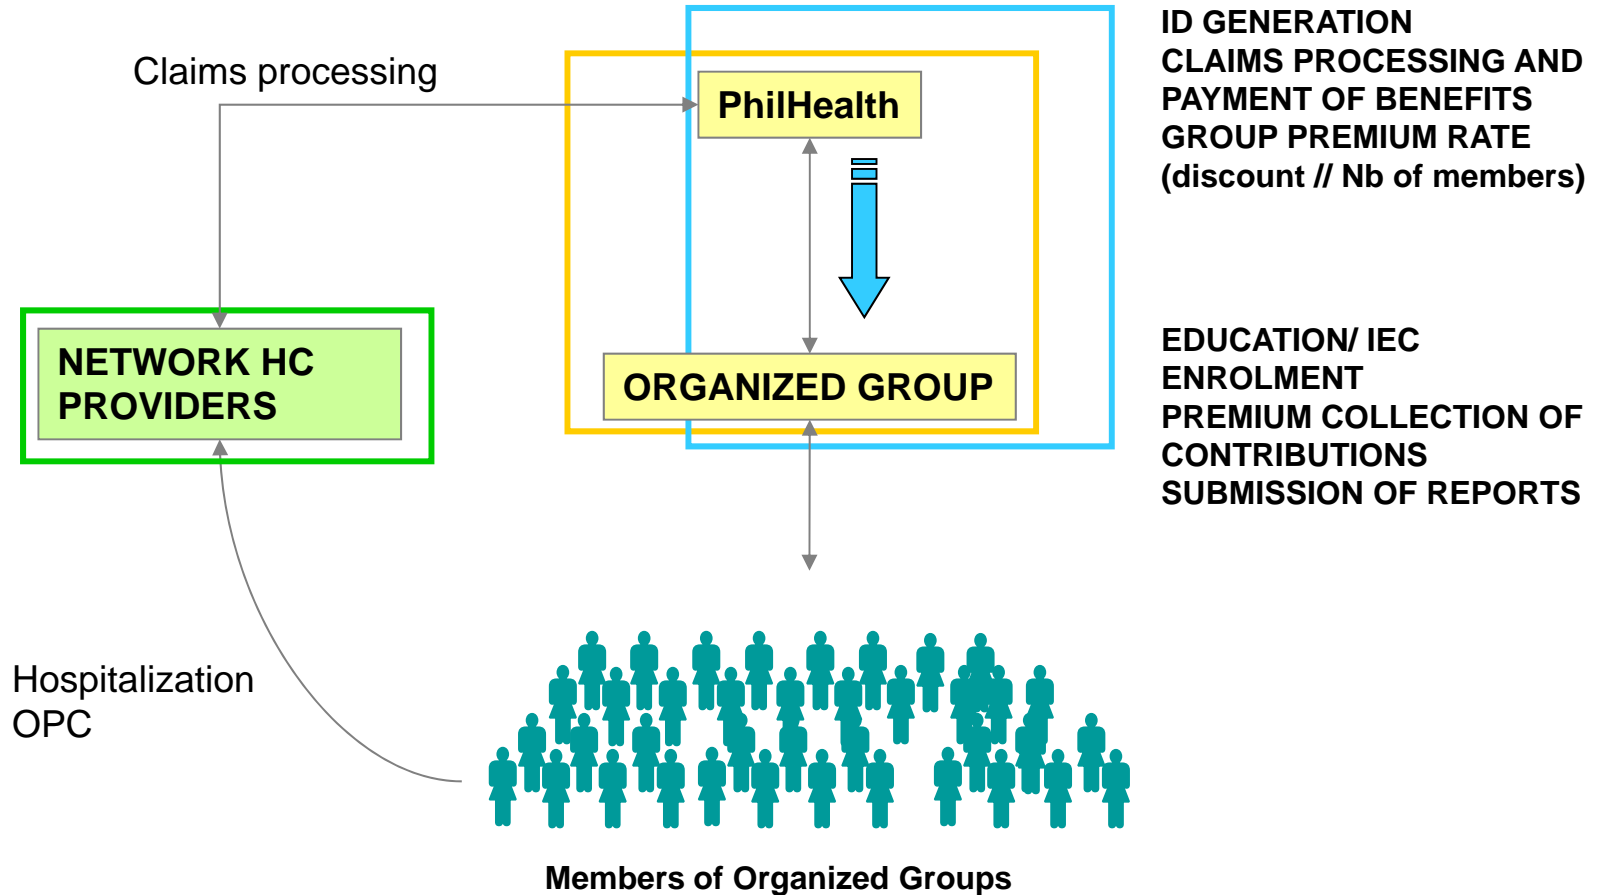 ID GENERATION
CLAIMS PROCESSING AND
PAYMENT OF BENEFITS
GROUP PREMIUM RATE
(discount // Nb of members)
Claims processing
PhilHealth
NETWORK HC
PROVIDERS
ORGANIZED GROUP
EDUCATION/ IEC
ENROLMENT
PREMIUM COLLECTION OF
CONTRIBUTIONS
SUBMISSION OF REPORTS
Hospitalization
OPC
Members of Organized Groups